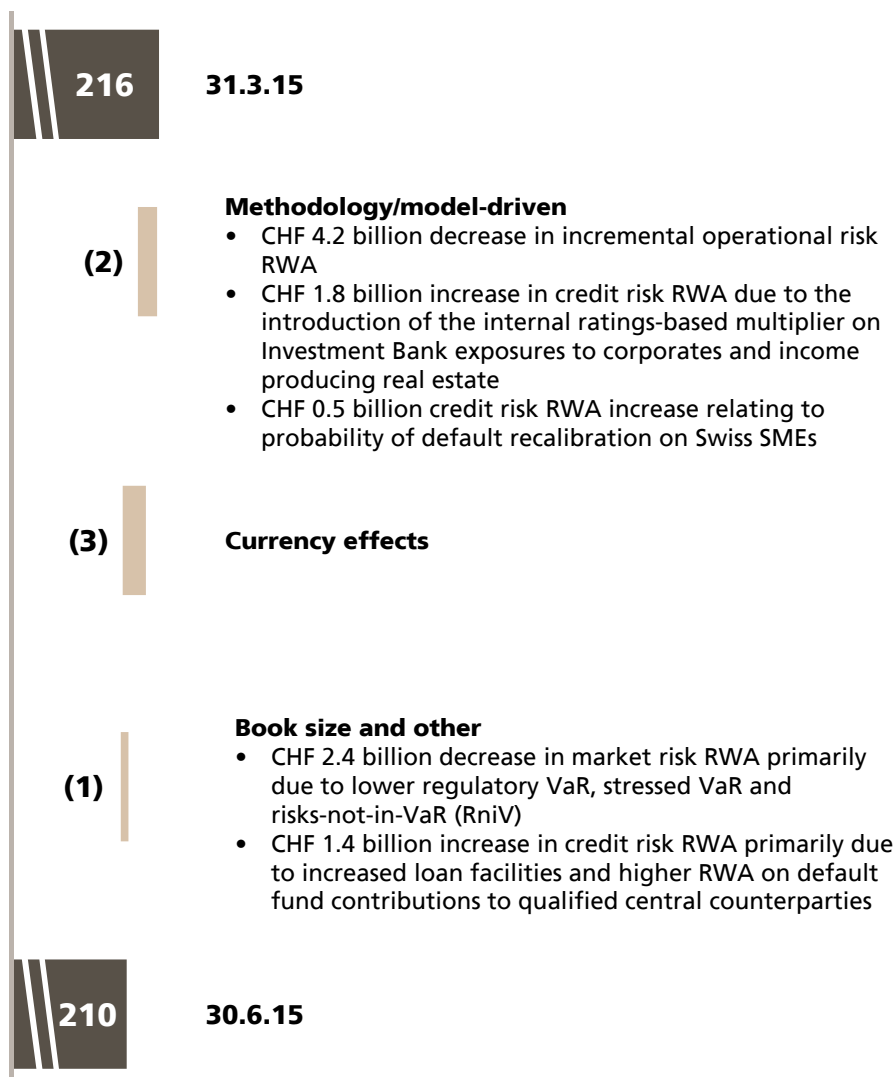 216 31.3.15
Methodology/model-driven
• CHF 4.2 billion decrease in incremental operational risk
(2)
RWA
• CHF 1.8 billion increase in credit risk RWA due to the
introduction of the internal ratings-based multiplier on
Investment Bank exposures to corporates and income
producing real estate
• CHF 0.5 billion credit risk RWA increase relating to
probability of default recalibration on Swiss SMEs
(3) Currency effects
Book size and other
• CHF 2.4 billion decrease in market risk RWA primarily
(1) due to lower regulatory VaR, stressed VaR and
risks-not-in-VaR (RniV)
• CHF 1.4 billion increase in credit risk RWA primarily due
to increased loan facilities and higher RWA on default
fund contributions to qualified central counterparties
210 30.6.15